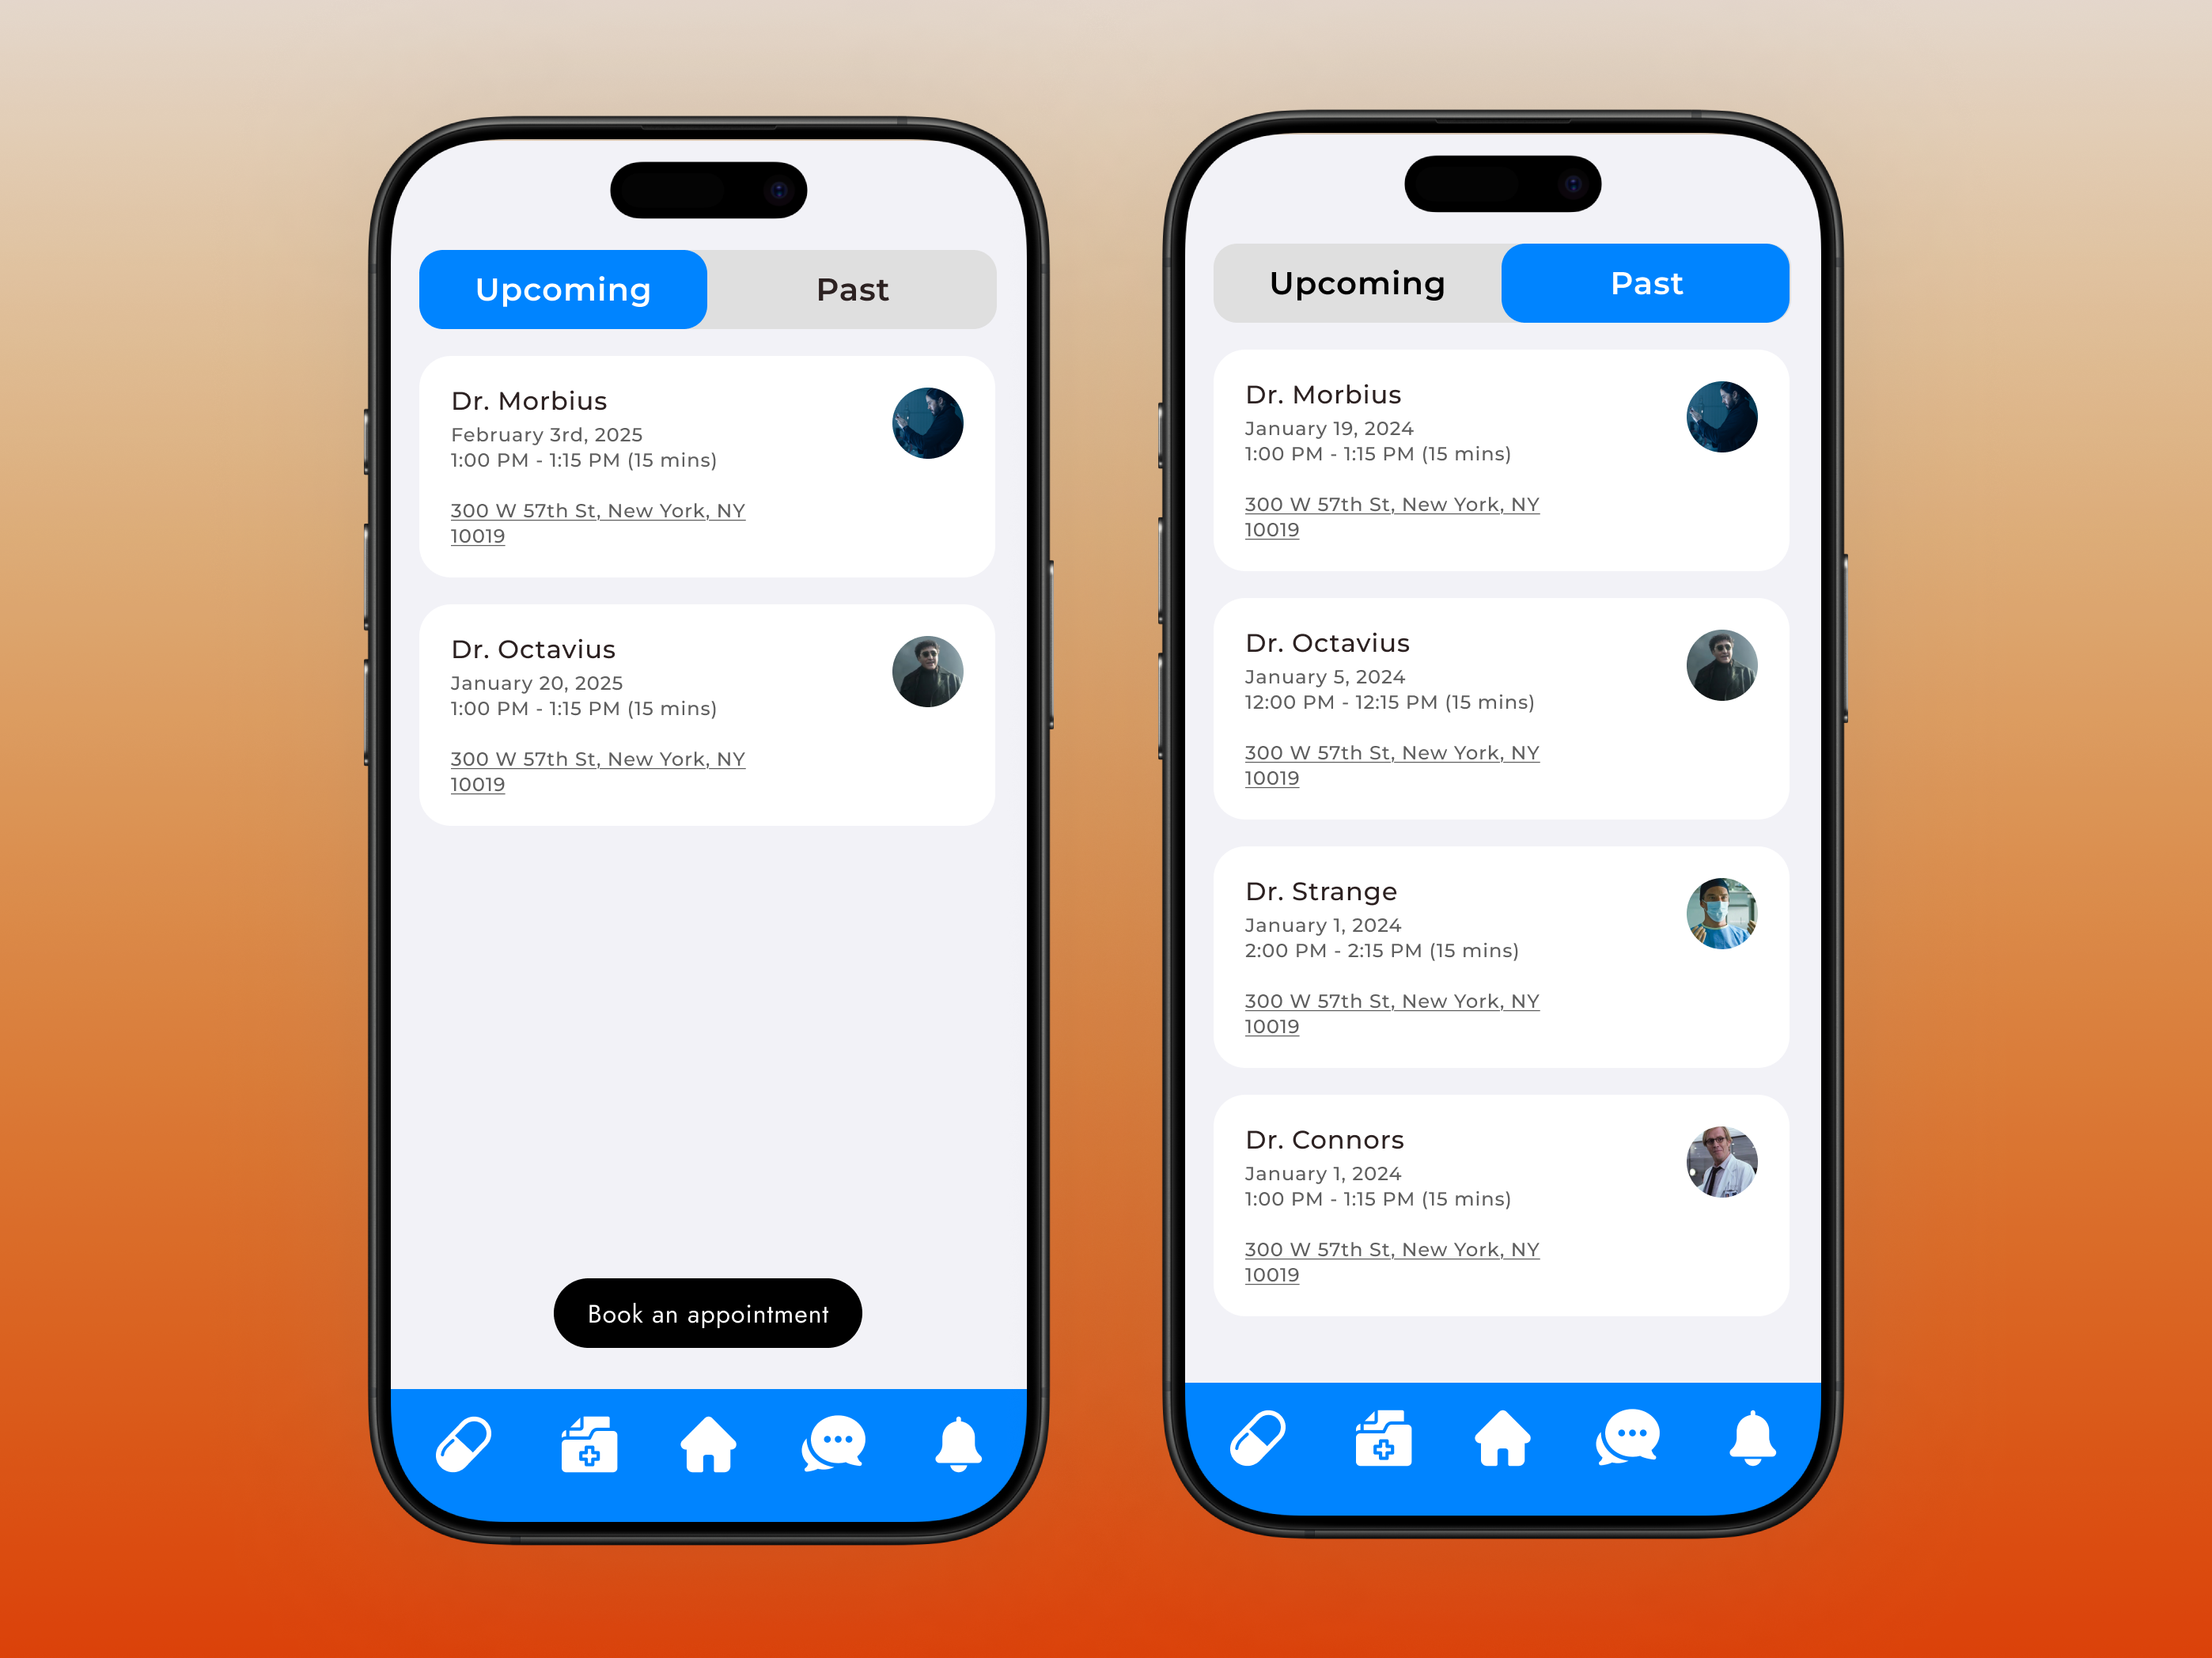 Upcoming Past
Dr. Morbius
February 3rd, 2025
1:00 PM - 1:15 PM (15 mins)
300 W 57th St, New York, NY
10019
Dr. Octavius
January 20, 2025
1:00 PM - 1:15 PM (15 mins)
300 W 57th St, New York, NY
10019
Book an appointment
Upcoming Past
Dr. Morbius
January 19, 2024
1:00 PM - 1:15 PM (15 mins)
300 W 57th St, New York, NY
10019
Dr. Octavius
January 5, 2024
12:00 PM - 12:15 PM (15 mins)
300 W 57th St, New York, NY
10019
Dr. Strange
January 1, 2024
2:00 PM - 2:15 PM (15 mins)
300 W 57th St, New York, NY
10019
Dr. Connors
January 1, 2024
1:00 PM - 1:15 PM (15 mins)
300 W 57th St, New York, NY
10019